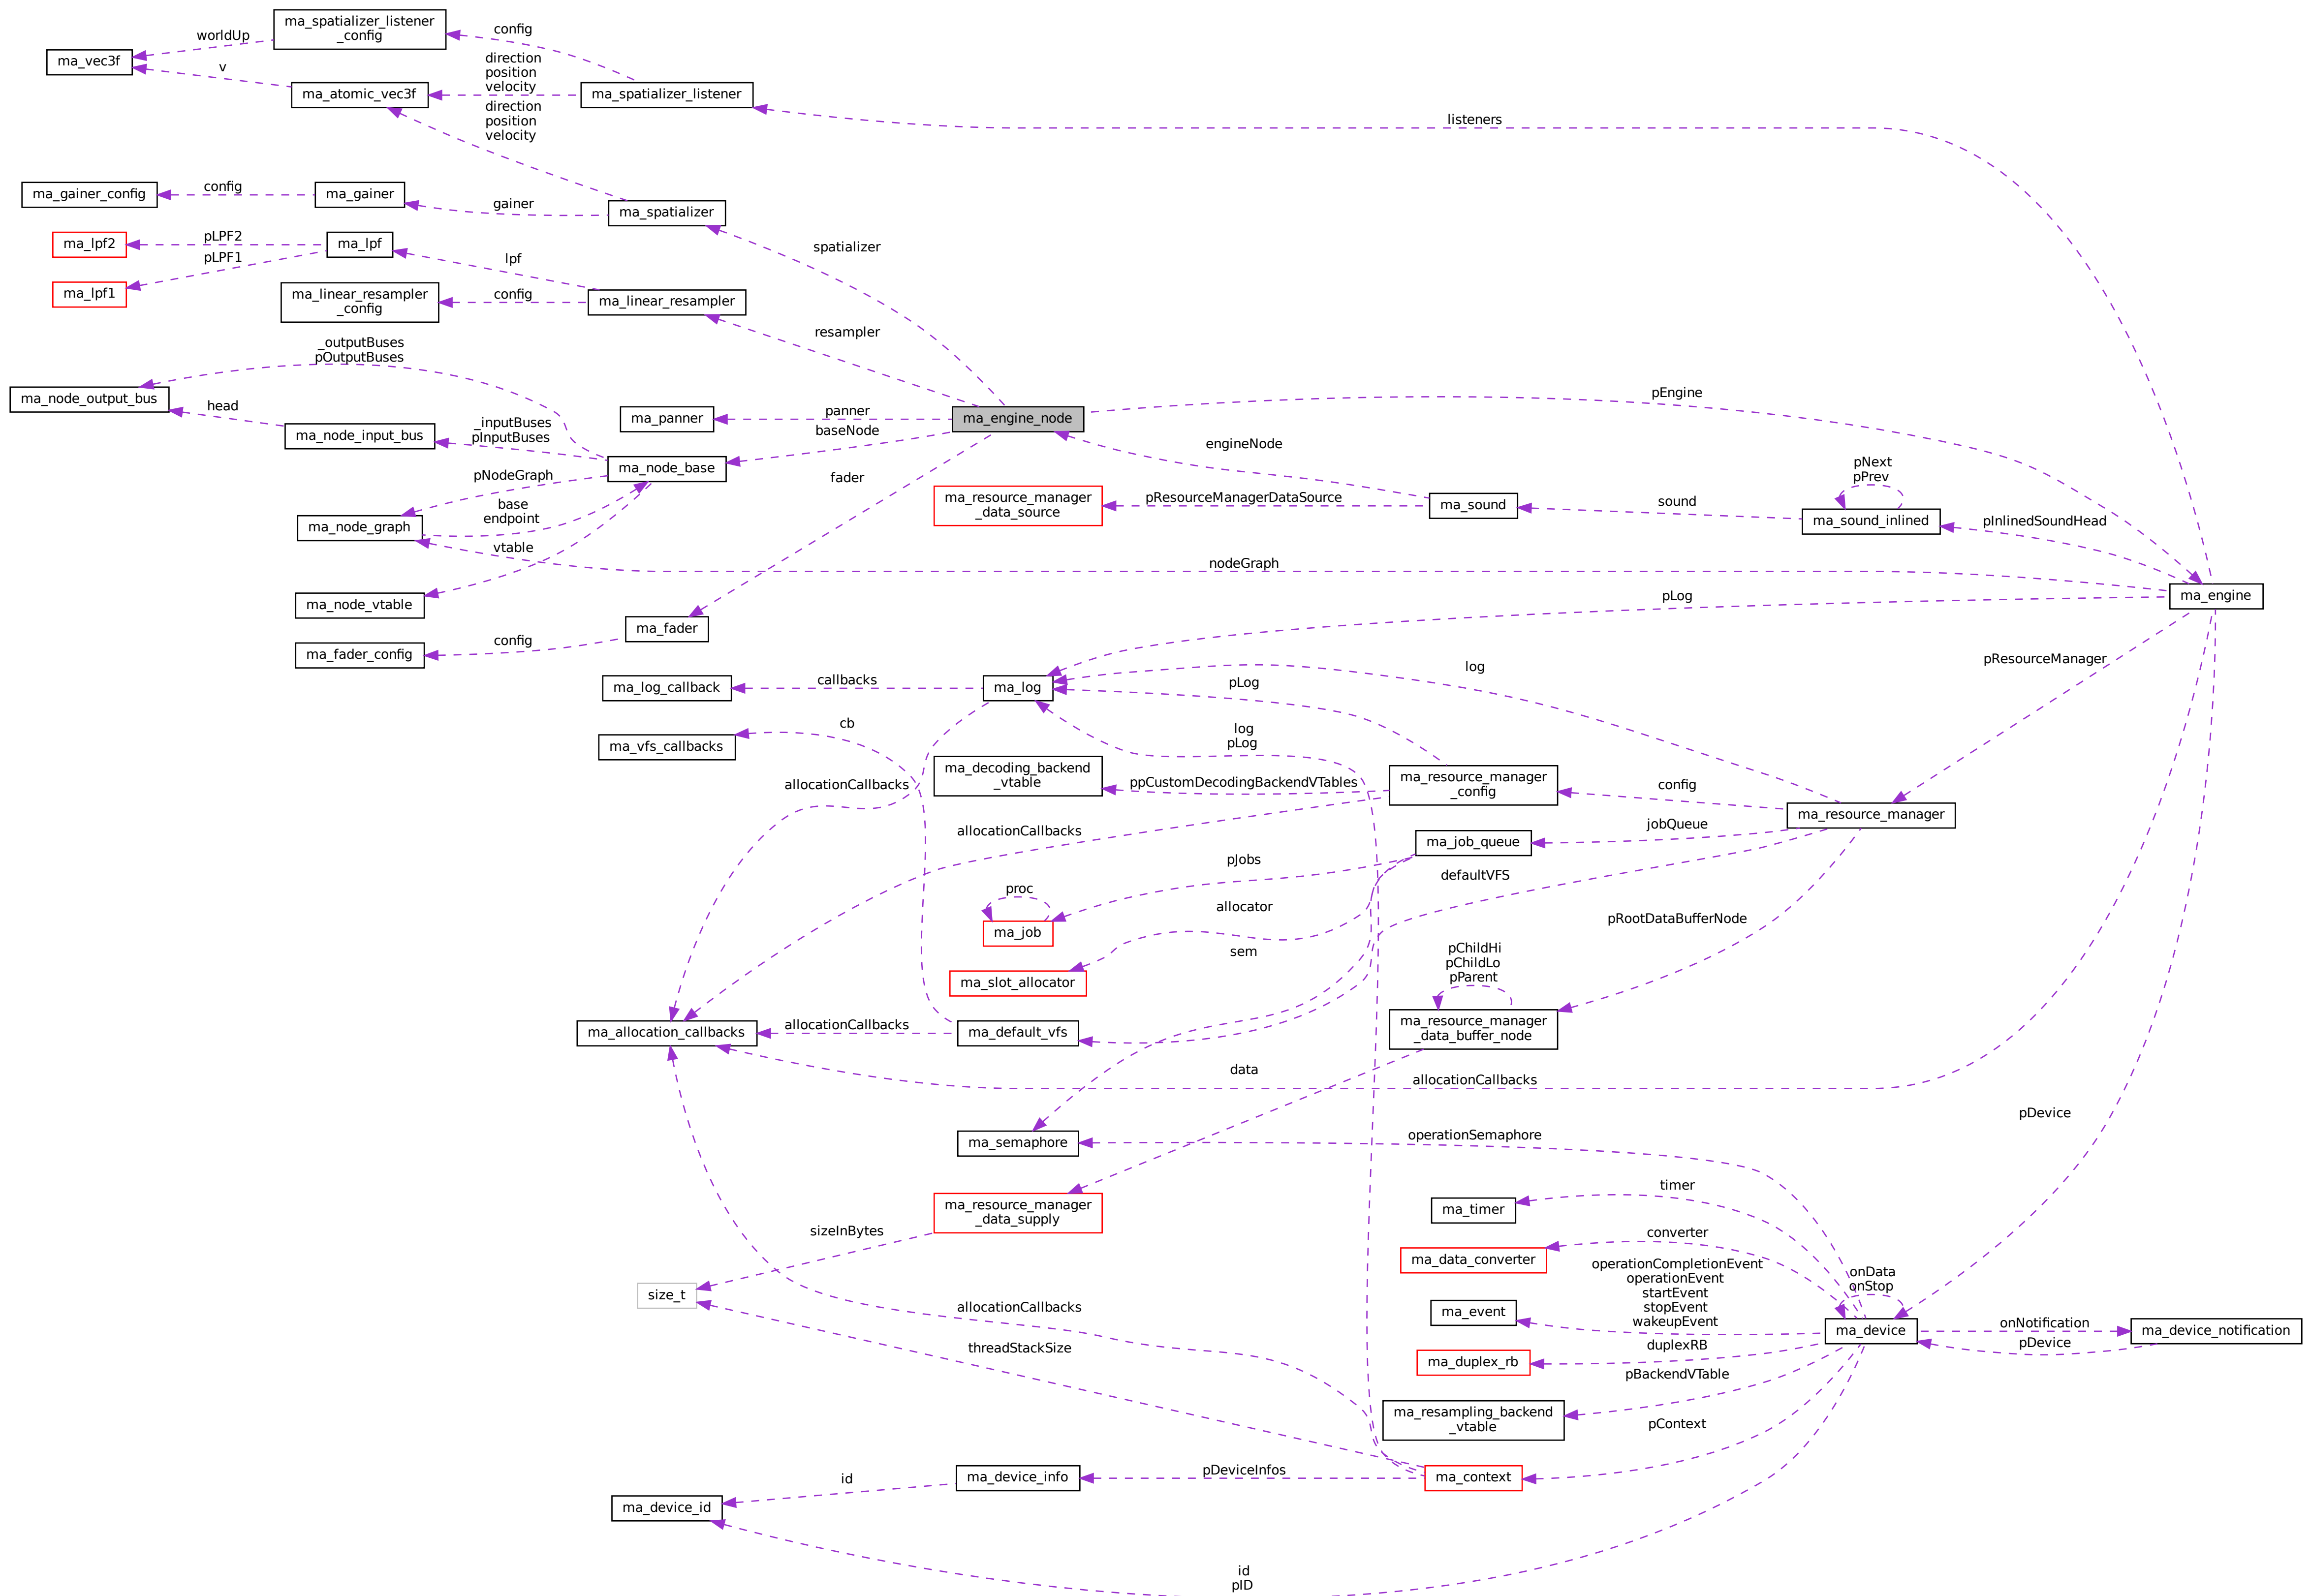 ma_spatializer_listener
_config
worldUp
config
ma_vec3f
v
direction
position
velocity
ma_atomic_vec3f
ma_spatializer_listener
direction
position
velocity
listeners
ma_gainer_config
config
ma_gainer
gainer
ma_spatializer
spatializer
ma_lpf2
pLPF2
ma_lpf
pLPF1
lpf
ma_lpf1
ma_linear_resampler
_config
config
ma_linear_resampler
resampler
_outputBuses
pOutputBuses
ma_node_output_bus
head
ma_node_input_bus
_inputBuses
pInputBuses
ma_panner
panner
baseNode
ma_engine_node
pEngine
engineNode
ma_node_base
pNodeGraph
fader
base
endpoint
ma_node_graph
vtable
ma_resource_manager
_data_source
pResourceManagerDataSource
ma_sound
sound
pNext
pPrev
ma_sound_inlined
pInlinedSoundHead
nodeGraph
ma_engine
ma_node_vtable
pLog
ma_fader
ma_fader_config
config
pResourceManager
log
ma_log_callback
callbacks
ma_log
pLog
ma_vfs_callbacks
cb
log
pLog
ma_decoding_backend
_vtable
ppCustomDecodingBackendVTables
ma_resource_manager
_config
config
ma_resource_manager
allocationCallbacks
allocationCallbacks
jobQueue
ma_job_queue
pJobs
proc
ma_job
defaultVFS
allocator
pRootDataBufferNode
sem
ma_slot_allocator
pChildHi
pChildLo
pParent
ma_resource_manager
_data_buffer_node
ma_allocation_callbacks
allocationCallbacks
ma_default_vfs
data
allocationCallbacks
pDevice
ma_semaphore
operationSemaphore
ma_resource_manager
_data_supply
sizeInBytes
timer
ma_timer
converter
ma_data_converter
size_t
operationCompletionEvent
operationEvent
startEvent
stopEvent
wakeupEvent
ma_event
onData
onStop
ma_device
onNotification
pDevice
ma_device_notification
allocationCallbacks
threadStackSize
duplexRB
ma_duplex_rb
pBackendVTable
ma_resampling_backend
_vtable
pContext
ma_context
pDeviceInfos
ma_device_info
id
ma_device_id
id
pID